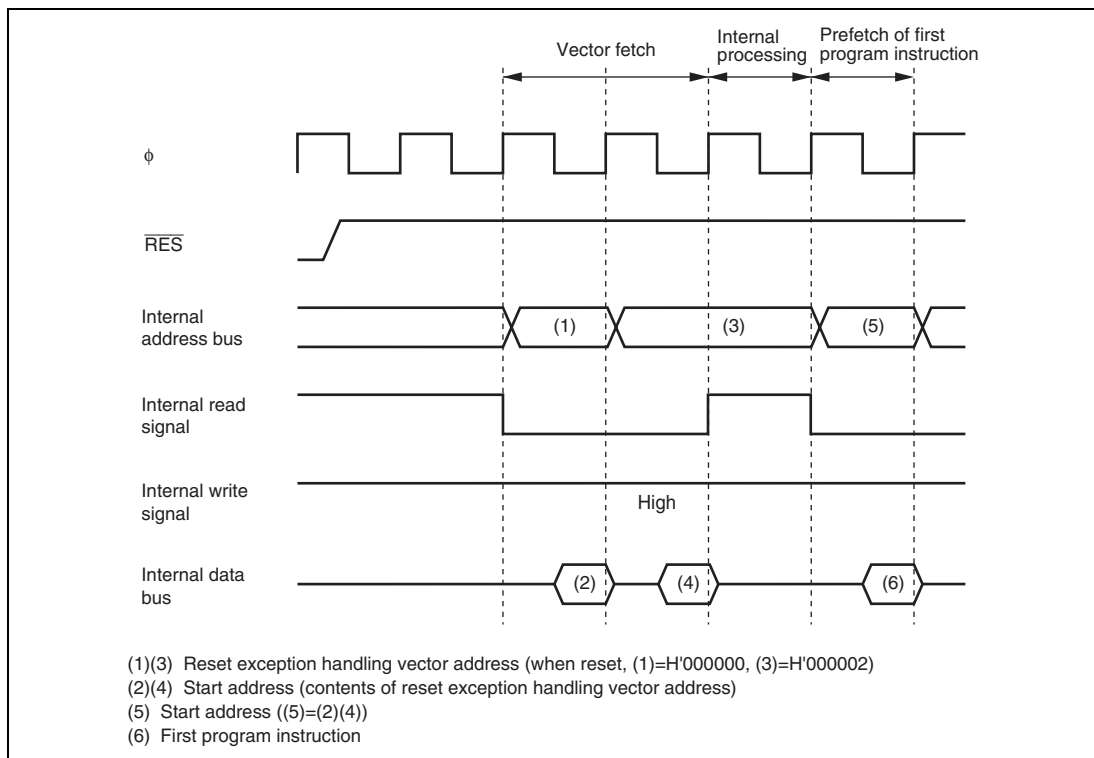 Vector fetch
Internal
processing
Prefetch of first
program instruction
ϕ
RES
Internal
address bus
(1)
(3)
(5)
Internal read
signal
Internal write
signal
High
Internal data
bus
(2)
(4)
(6)
(1)(3) Reset exception handling vector address (when reset, (1)=H'000000, (3)=H'000002)
(2)(4) Start address (contents of reset exception handling vector address)
(5) Start address ((5)=(2)(4))
(6) First program instruction